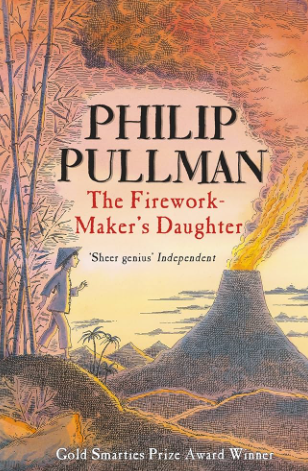 PHILIP
PULLMAN
The Firework-
Maker's Daughter
'Sheer genius' Independent
Gold Smarties Prize Award Winner